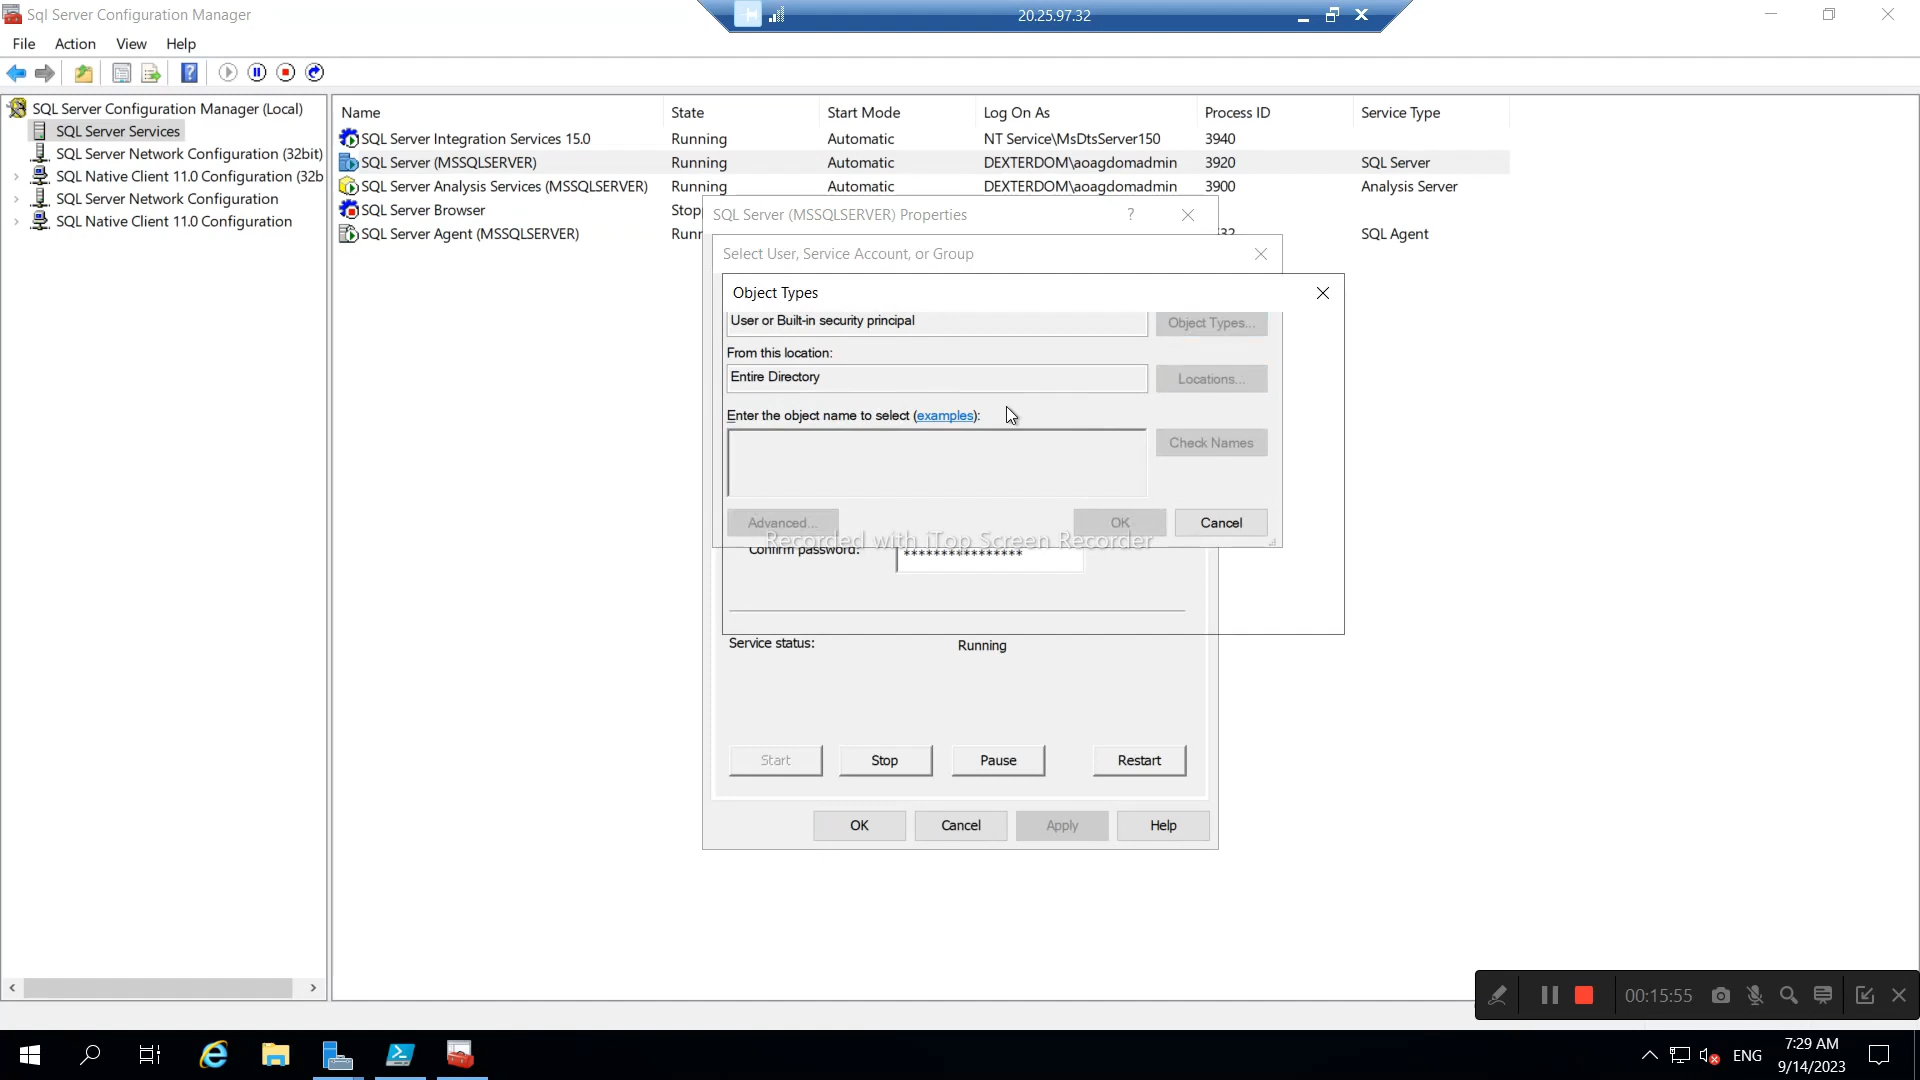 Sql Server Configuration Manager
20.25.97.32
File Action View Help
SQL Server Configuration Manager (Local)
SQL Server Services
SQL Server Network Configuration (32bit)
SQL Native Client 11.0 Configuration (32b
SQL Server Network Configuration
SQL Native Client 11.0 Configuration
Name State Start Mode Log On As Process ID Service Type
SQL Server Integration Services 15.0 Running Automatic NT Service\MsDtsServer150 3940
SQL Server (MSSQLSERVER) Running Automatic DEXTERDOM\aoagdomadmin 3920 SQL Server
SQL Server Analysis Services (MSSQLSERVER) Running Automatic DEXTERDOM\aoagdomadmin 3900 Analysis Server
SQL Server Browser Stop
SQL Server Agent (MSSQLSERVER) Runr 32 SQL Agent
SQL Server (MSSQLSERVER) Properties ?
Select User, Service Account, or Group
Object Types
User or Built-in security principal Object Types...
From this location:
Entire Directory Locations...
Enter the object name to select (examples):
Check Names
Advanced... OK Cancel
Recorded with iTop Screen Recorder
Confirm password: ****************
Service status: Running
Start Stop Pause Restart
OK Cancel Apply Help
00:15:55
ENG
7:29 AM
9/14/2023